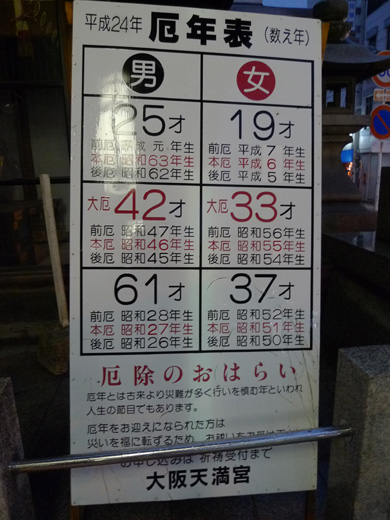 平成24年 厄年表 (数え年)
男
25才
前厄 平成 元 年生
本厄 昭和63年生
後厄 昭和62年生
大厄 42才
前厄 昭和47年生
本厄 昭和46年生
後厄 昭和45年生
61才
前厄 昭和28年生
本厄 昭和27年生
後厄 昭和26年生
女
19才
前厄 平成 7 年生
本厄 平成 6 年生
後厄 平成 5 年生
大厄 33才
前厄 昭和56年生
本厄 昭和55年生
後厄 昭和54年生
37才
前厄 昭和52年生
本厄 昭和51年生
後厄 昭和50年生
厄除のおはらい
厄年とは古来より災難が多く行いを慎む年といわれ
人生の節目でもあります。
厄年をお迎えになられた方は
災いを福に転ずるため
お申し込みは 祈祷受付まで
大阪天満宮